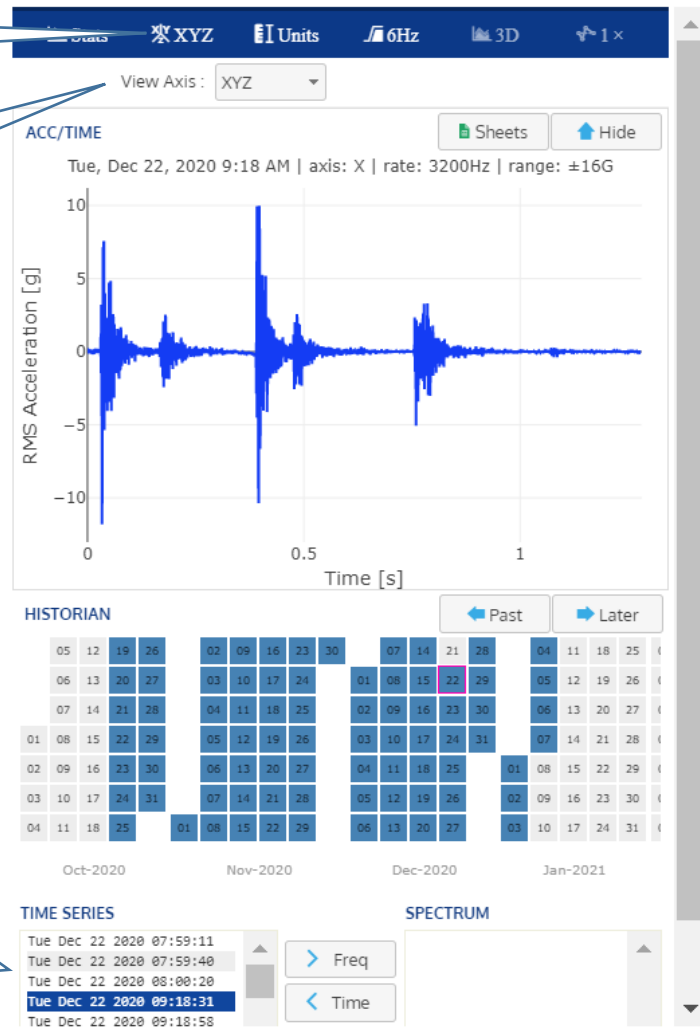 Stats XYZ Units 6Hz 3D 1×
View Axis : XYZ
ACC/TIME Sheets Hide
Tue, Dec 22, 2020 9:18 AM | axis: X | rate: 3200Hz | range: ±16G
10
5
0
−5
−10
RMS Acceleration [g]
0 0.5 1
Time [s]
HISTORIAN Past Later
05 12 19 26 02 09 16 23 30 07 14 21 28 04 11 18 25
06 13 20 27 03 10 17 24 01 08 15 22 29 05 12 19 26
07 14 21 28 04 11 18 25 02 09 16 23 30 06 13 20 27
01 08 15 22 29 05 12 19 26 03 10 17 24 31 07 14 21 28
02 09 16 23 30 06 13 20 27 04 11 18 25 01 08 15 22 29
03 10 17 24 31 07 14 21 28 05 12 19 26 02 09 16 23 30
04 11 18 25 01 08 15 22 29 06 13 20 27 03 10 17 24 31
Oct-2020 Nov-2020 Dec-2020 Jan-2021
TIME SERIES SPECTRUM
Tue Dec 22 2020 07:59:11
Tue Dec 22 2020 07:59:40
Tue Dec 22 2020 08:00:20
Tue Dec 22 2020 09:18:31
Tue Dec 22 2020 09:18:58
Freq
Time